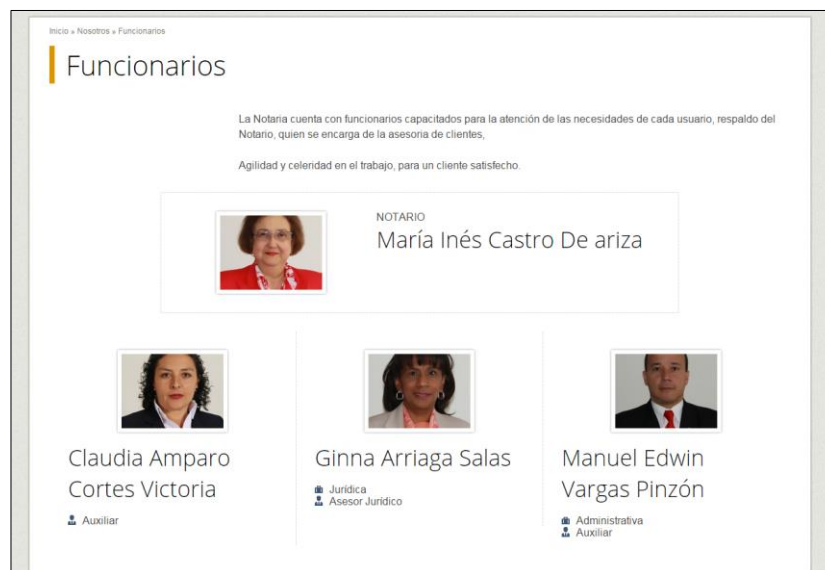 Inicio » Nosotros » Funcionarios
Funcionarios
La Notaria cuenta con funcionarios capacitados para la atención de las necesidades de cada usuario, respaldo del
Notario, quien se encarga de la asesoria de clientes,
Agilidad y celeridad en el trabajo, para un cliente satisfecho.
NOTARIO
María Inés Castro De ariza
Claudia Amparo
Cortes Victoria
Auxiliar
Ginna Arriaga Salas
Jurídica
Asesor Jurídico
Manuel Edwin
Vargas Pinzón
Administrativa
Auxiliar